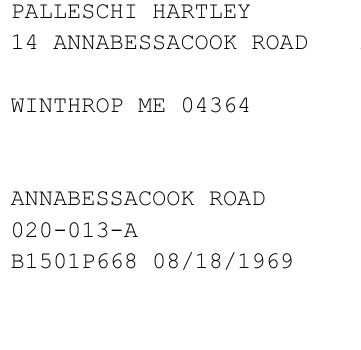 PALLESCHI HARTLEY
14 ANNABESSACOOK ROAD
WINTHROP ME 04364
ANNABESSACOOK ROAD
020-013-A
B1501P668 08/18/1969